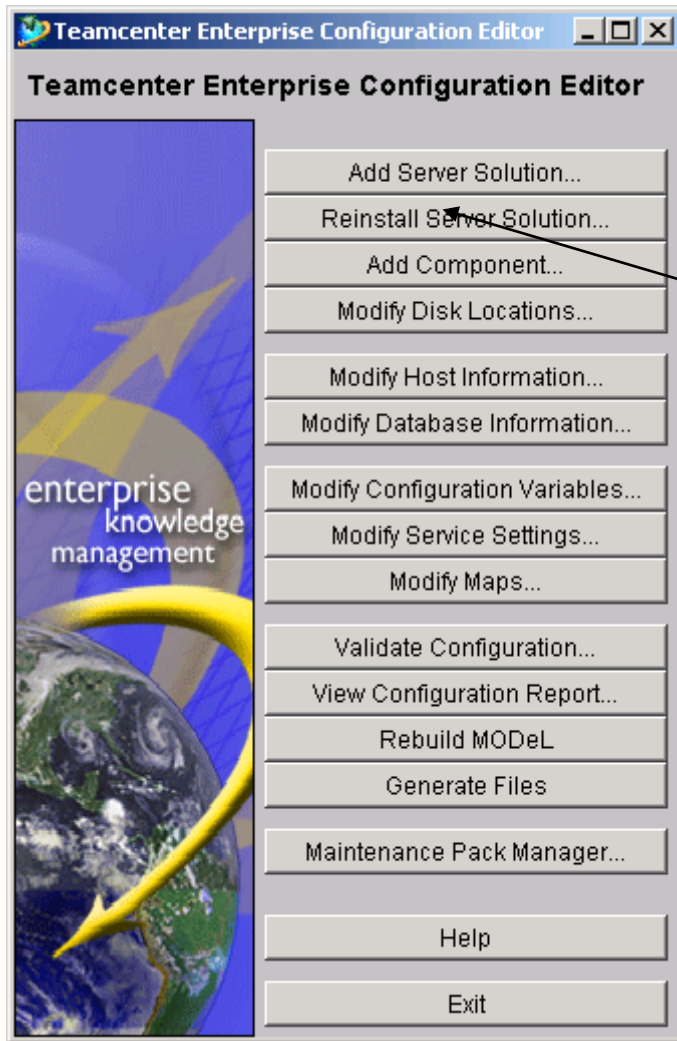 Teamcenter Enterprise Configuration Editor
Teamcenter Enterprise Configuration Editor
Add Server Solution...
Reinstall Server Solution...
Add Component...
Modify Disk Locations...
Modify Host Information...
Modify Database Information...
enterprise
knowledge
management
Modify Configuration Variables...
Modify Service Settings...
Modify Maps...
Validate Configuration...
View Configuration Report...
Rebuild MODeL
Generate Files
Maintenance Pack Manager...
Help
Exit